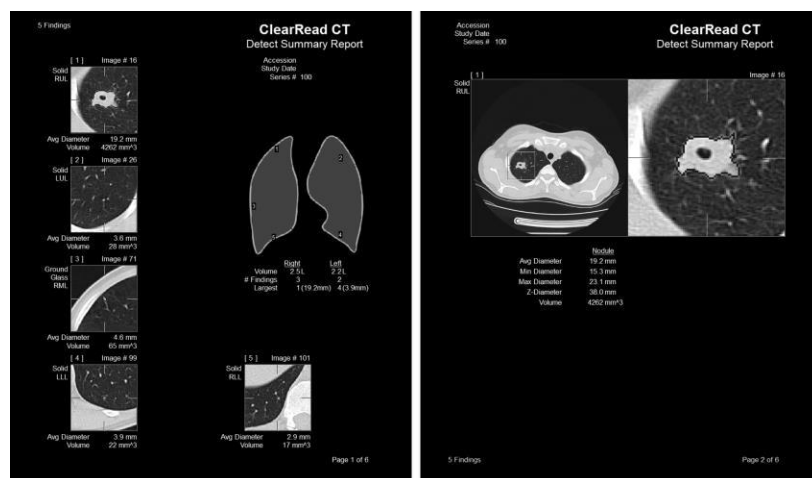 5 Findings
ClearRead CT
Detect Summary Report
Accession
Study Date
Series # 100
[ 1 ] Image # 16
Solid
RUL
Avg Diameter 19.2 mm
Volume 4262 mm^3
[ 2 ] Image # 26
Solid
LUL
Avg Diameter 3.6 mm
Volume 28 mm^3
[ 3 ] Image # 71
Ground
Glass
RML
Avg Diameter 4.6 mm
Volume 65 mm^3
[ 4 ] Image # 99
Solid
LLL
Avg Diameter 3.9 mm
Volume 22 mm^3
1
2
3
5
4
Right Left
Volume 2.5 L 2.2 L
# Findings 3 2
Largest 1 (19.2mm) 4 (3.9mm)
[ 5 ] Image # 101
Solid
RLL
Avg Diameter 2.9 mm
Volume 17 mm^3
Page 1 of 6
Accession
Study Date
Series # 100
ClearRead CT
Detect Summary Report
[ 1 ] Image # 16
Solid
RUL
Nodule
Avg Diameter 19.2 mm
Min Diameter 15.3 mm
Max Diameter 23.1 mm
Z-Diameter 38.0 mm
Volume 4262 mm^3
5 Findings
Page 2 of 6